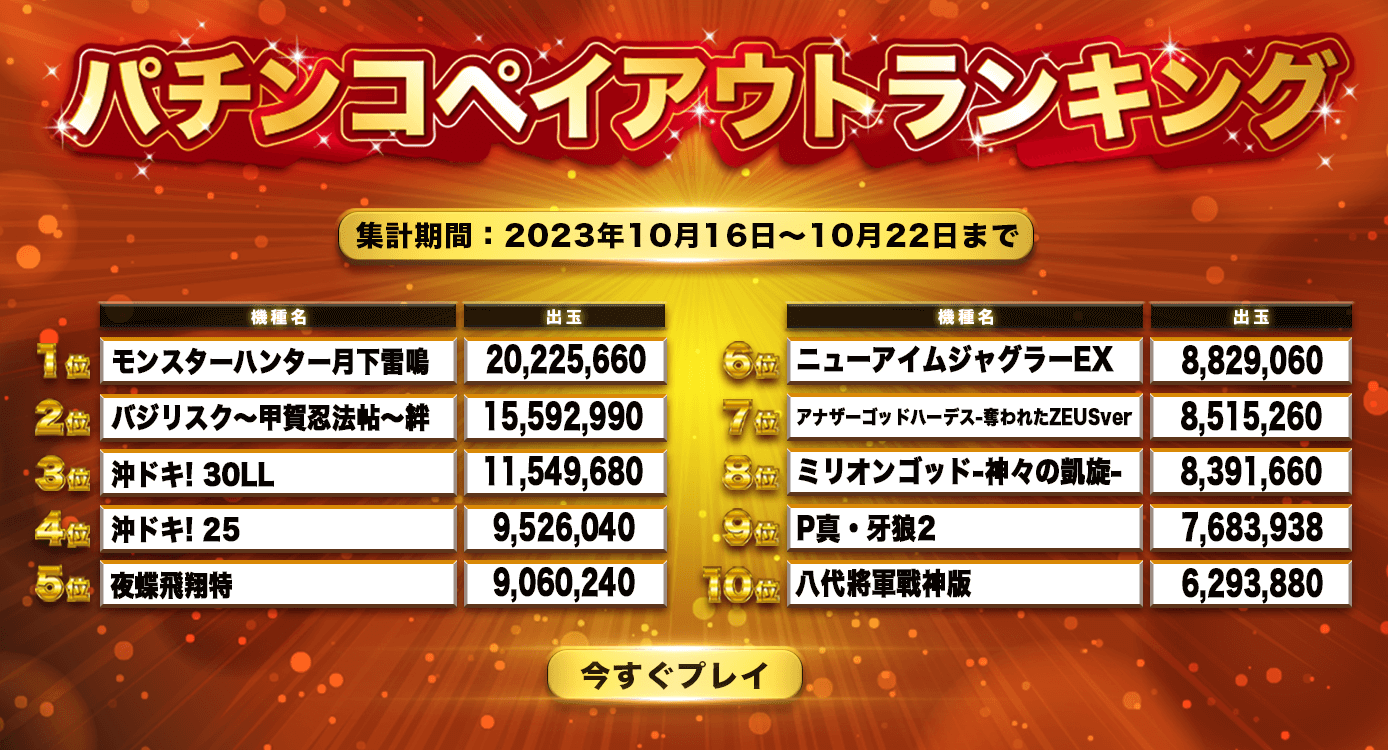 パチンコペイアウトランキング
集計期間：2023年10月16日～10月22日まで
機種名 出玉
1位 モンスターハンター月下雷鳴 20,225,660
2位 バジリスク～甲賀忍法帖～絆 15,592,990
3位 沖ドキ! 30LL 11,549,680
4位 沖ドキ! 25 9,526,040
5位 夜蝶飛翔特 9,060,240
機種名 出玉
6位 ニューアイムジャグラーEX 8,829,060
7位 アナザーゴッドハーデス-奪われたZEUSver 8,515,260
8位 ミリオンゴッド-神々の凱旋- 8,391,660
9位 P真・牙狼2 7,683,938
10位 八代將軍戰神版 6,293,880
今すぐプレイ